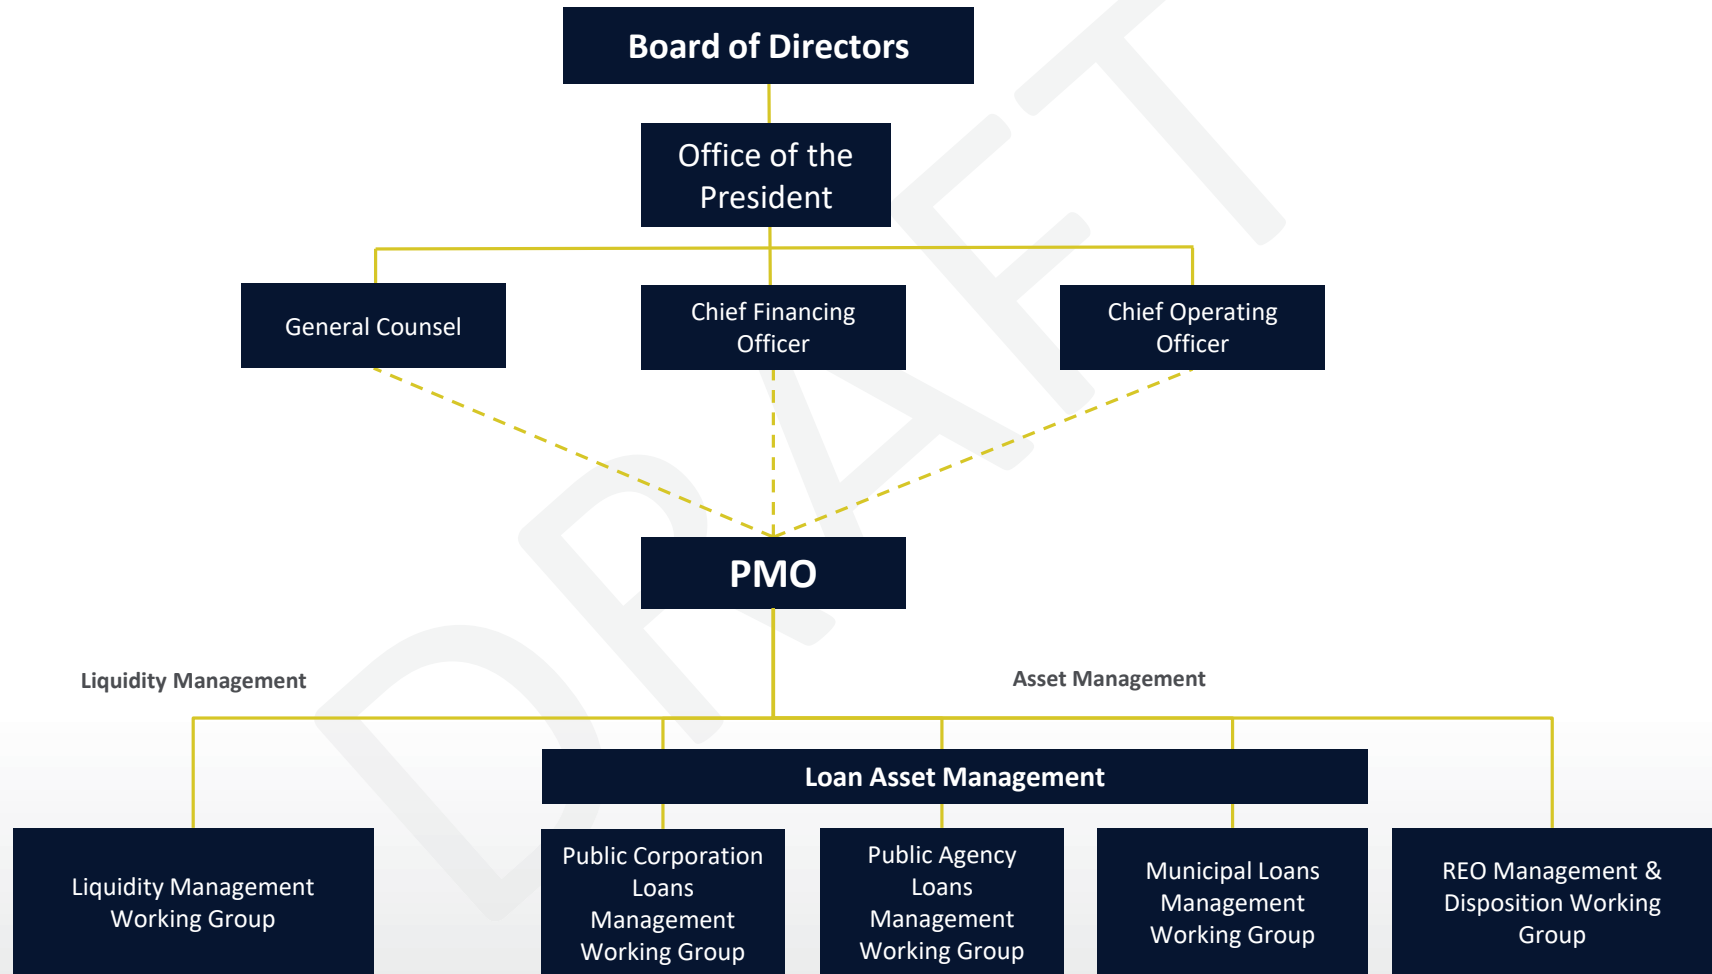 Board of Directors
Office of the
President
General Counsel
Chief Financing
Officer
Chief Operating
Officer
PMO
Liquidity Management
Asset Management
Loan Asset Management
Liquidity Management
Working Group
Public Corporation
Loans
Management
Working Group
Public Agency
Loans
Management
Working Group
Municipal Loans
Management
Working Group
REO Management &
Disposition Working
Group
DRAFT